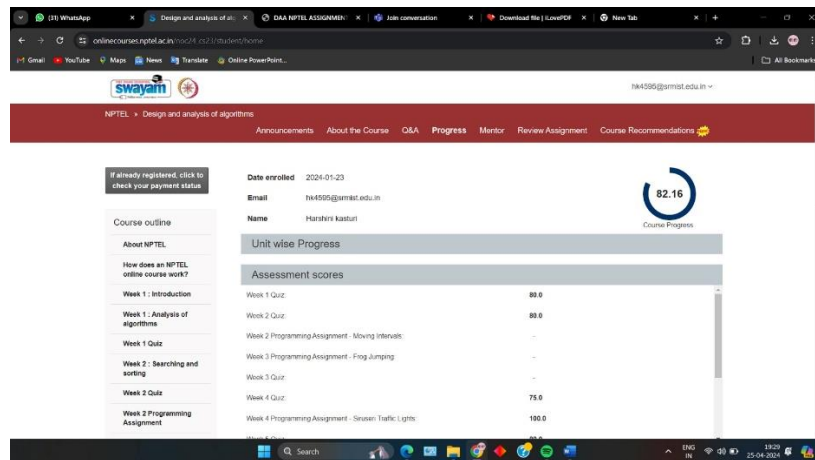 (31) WhatsApp
Design and analysis of alg
DAA NPTEL ASSIGNMENT
Join conversation
Download file | iLovePDF
New Tab
onlinecourses.nptel.ac.in/noc24_cs23/student/home
Gmail YouTube Maps News Translate Online PowerPoint... All Bookmarks
swayam
hk4595@srmist.edu.in
NPTEL » Design and analysis of algorithms
Announcements About the Course Q&A Progress Mentor Review Assignment Course Recommendations
If already registered, click to
check your payment status
Date enrolled 2024-01-23
Email hk4595@srmist.edu.in
Name Harshini kasturi
82.16
Course Progress
Course outline
About NPTEL
How does an NPTEL
online course work?
Week 1 : Introduction
Week 1 : Analysis of
algorithms
Week 1 Quiz
Week 2 : Searching and
sorting
Week 2 Quiz
Week 2 Programming
Assignment
Unit wise Progress
Assessment scores
Week 1 Quiz: 80.0
Week 2 Quiz: 80.0
Week 2 Programming Assignment - Moving Intervals: -
Week 3 Programming Assignment - Frog Jumping: -
Week 3 Quiz: -
Week 4 Quiz: 75.0
Week 4 Programming Assignment - Siruseri Traffic Lights: 100.0
Search
ENG
IN
19:29
25-04-2024